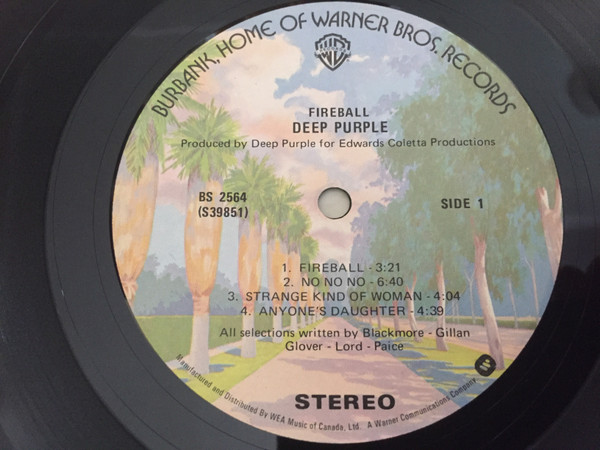 BURBANK, HOME OF WARNER BROS. RECORDS
FIREBALL
DEEP PURPLE
Produced by Deep Purple for Edwards Coletta Productions
BS 2564
(S39851)
SIDE 1
1. FIREBALL - 3:21
2. NO NO NO - 6:40
3. STRANGE KIND OF WOMAN - 4:04
4. ANYONE'S DAUGHTER - 4:39
All selections written by Blackmore - Gillan
Glover - Lord - Paice
STEREO
Manufactured and Distributed By WEA Music of Canada, Ltd. A Warner Communications Company